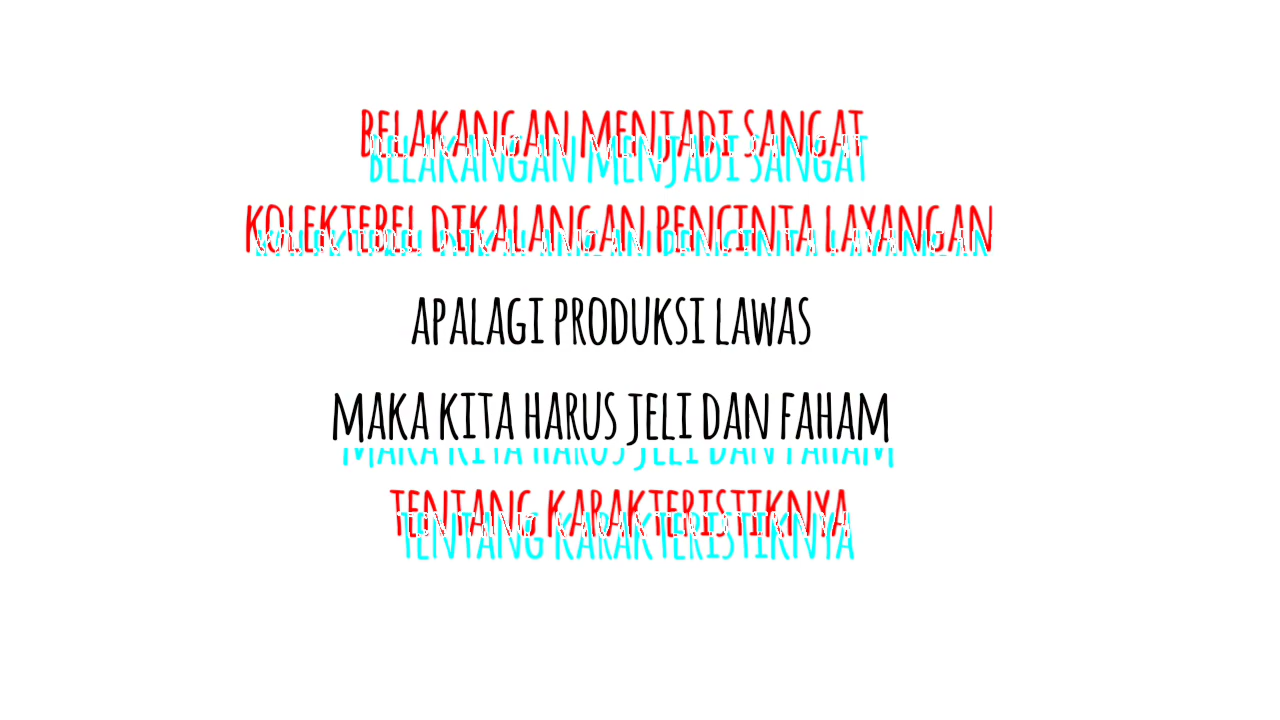 BELAKANGAN MENJADI SANGAT
KOLEKTEBEL DIKALANGAN PENCINTA LAYANGAN
APALAGI PRODUKSI LAWAS
MAKA KITA HARUS JELI DAN FAHAM
TENTANG KARAKTERISTIKNYA